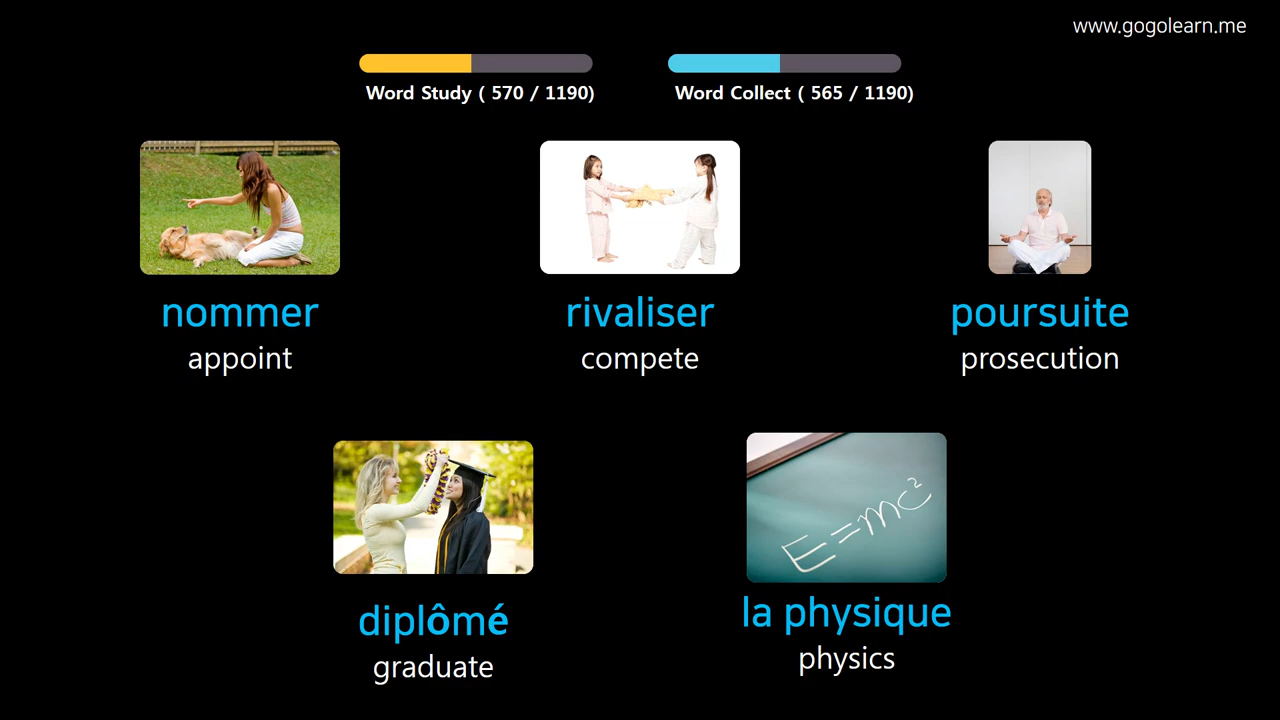 www.gogolearn.me
Word Study ( 570 / 1190)
Word Collect ( 565 / 1190)
nommer
appoint
rivaliser
compete
poursuite
prosecution
diplômé
graduate
E=mc²
la physique
physics